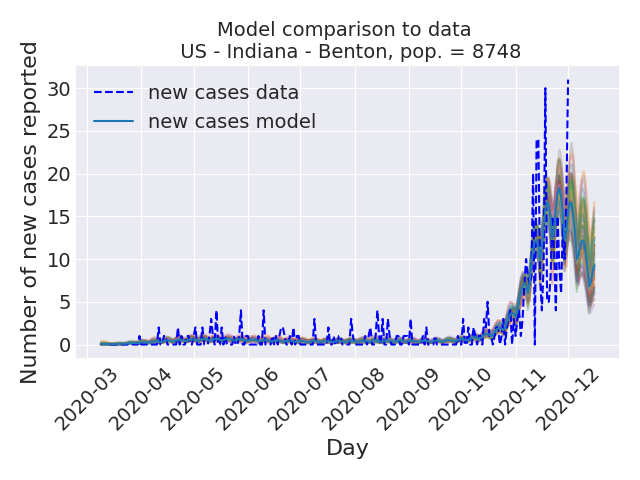 Model comparison to data
US - Indiana - Benton, pop. = 8748
Number of new cases reported
30
25
20
15
10
5
0
new cases data
new cases model
2020-03
2020-04
2020-05
2020-06
2020-07
2020-08
2020-09
2020-10
2020-11
2020-12
Day